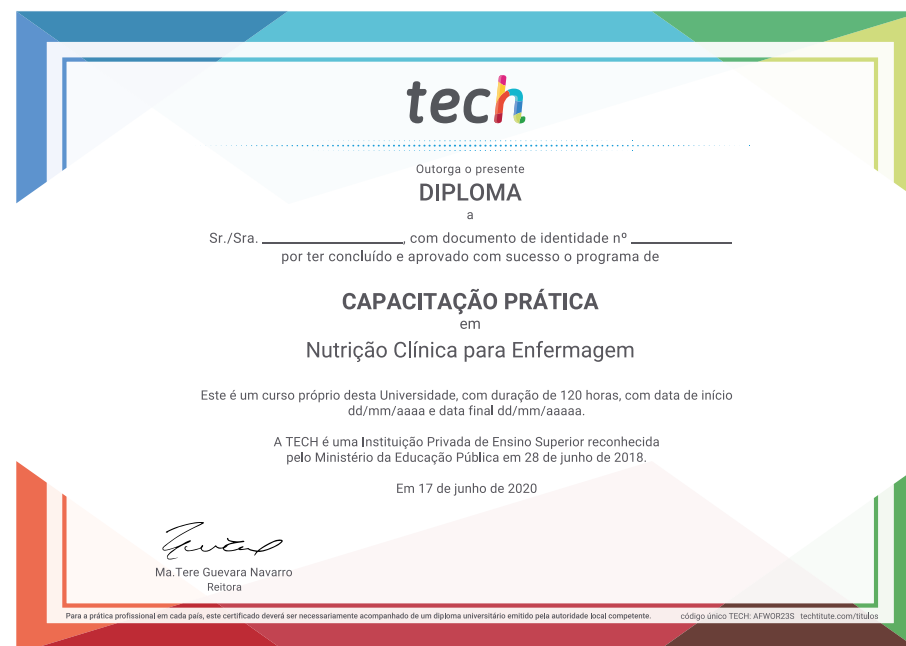 tech
Outorga o presente
DIPLOMA
a
Sr./Sra. ____________________, com documento de identidade nº ______________
por ter concluído e aprovado com sucesso o programa de
CAPACITAÇÃO PRÁTICA
em
Nutrição Clínica para Enfermagem
Este é um curso próprio desta Universidade, com duração de 120 horas, com data de início
dd/mm/aaaa e data final dd/mm/aaaaa.
A TECH é uma Instituição Privada de Ensino Superior reconhecida
pelo Ministério da Educação Pública em 28 de junho de 2018.
Em 17 de junho de 2020
Ma.Tere Guevara Navarro
Reitora
Para a prática profissional em cada país, este certificado deverá ser necessariamente acompanhado de um diploma universitário emitido pela autoridade local competente. código único TECH: AFWOR23S techtitute.com/titulos